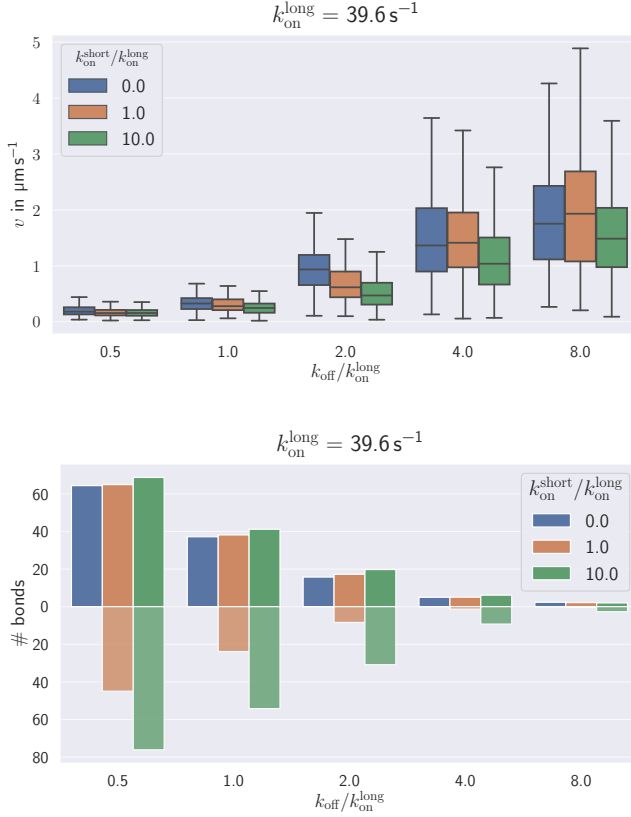 k_on^long = 39.6 s⁻¹
k_on^short/k_on^long
0.0
1.0
10.0
5
4
3
2
1
0
v in µm s⁻¹
0.5 1.0 2.0 4.0 8.0
k_off/k_on^long
k_on^long = 39.6 s⁻¹
k_on^short/k_on^long
0.0
1.0
10.0
60
40
20
0
20
40
60
80
# bonds
0.5 1.0 2.0 4.0 8.0
k_off/k_on^long